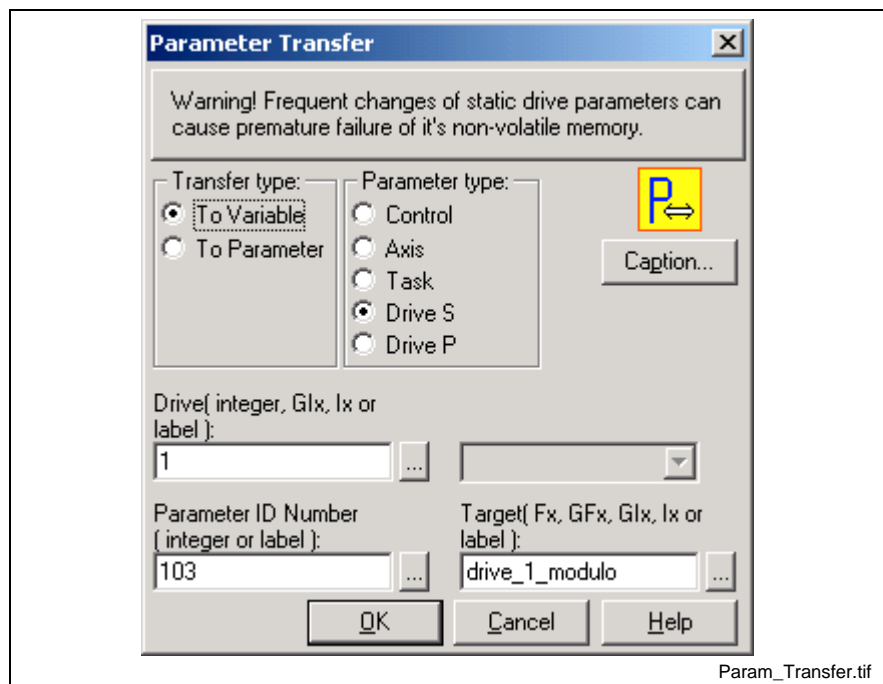 Parameter Transfer
Warning! Frequent changes of static drive parameters can
cause premature failure of it's non-volatile memory.
Transfer type:
To Variable
To Parameter
Parameter type:
Control
Axis
Task
Drive S
Drive P
P
Caption...
Drive( integer, GIx, Ix or
label ):
1
...
Parameter ID Number
( integer or label ):
103
...
Target( Fx, GFx, GIx, Ix or
label ):
drive_1_modulo
...
OK
Cancel
Help
Param_Transfer.tif